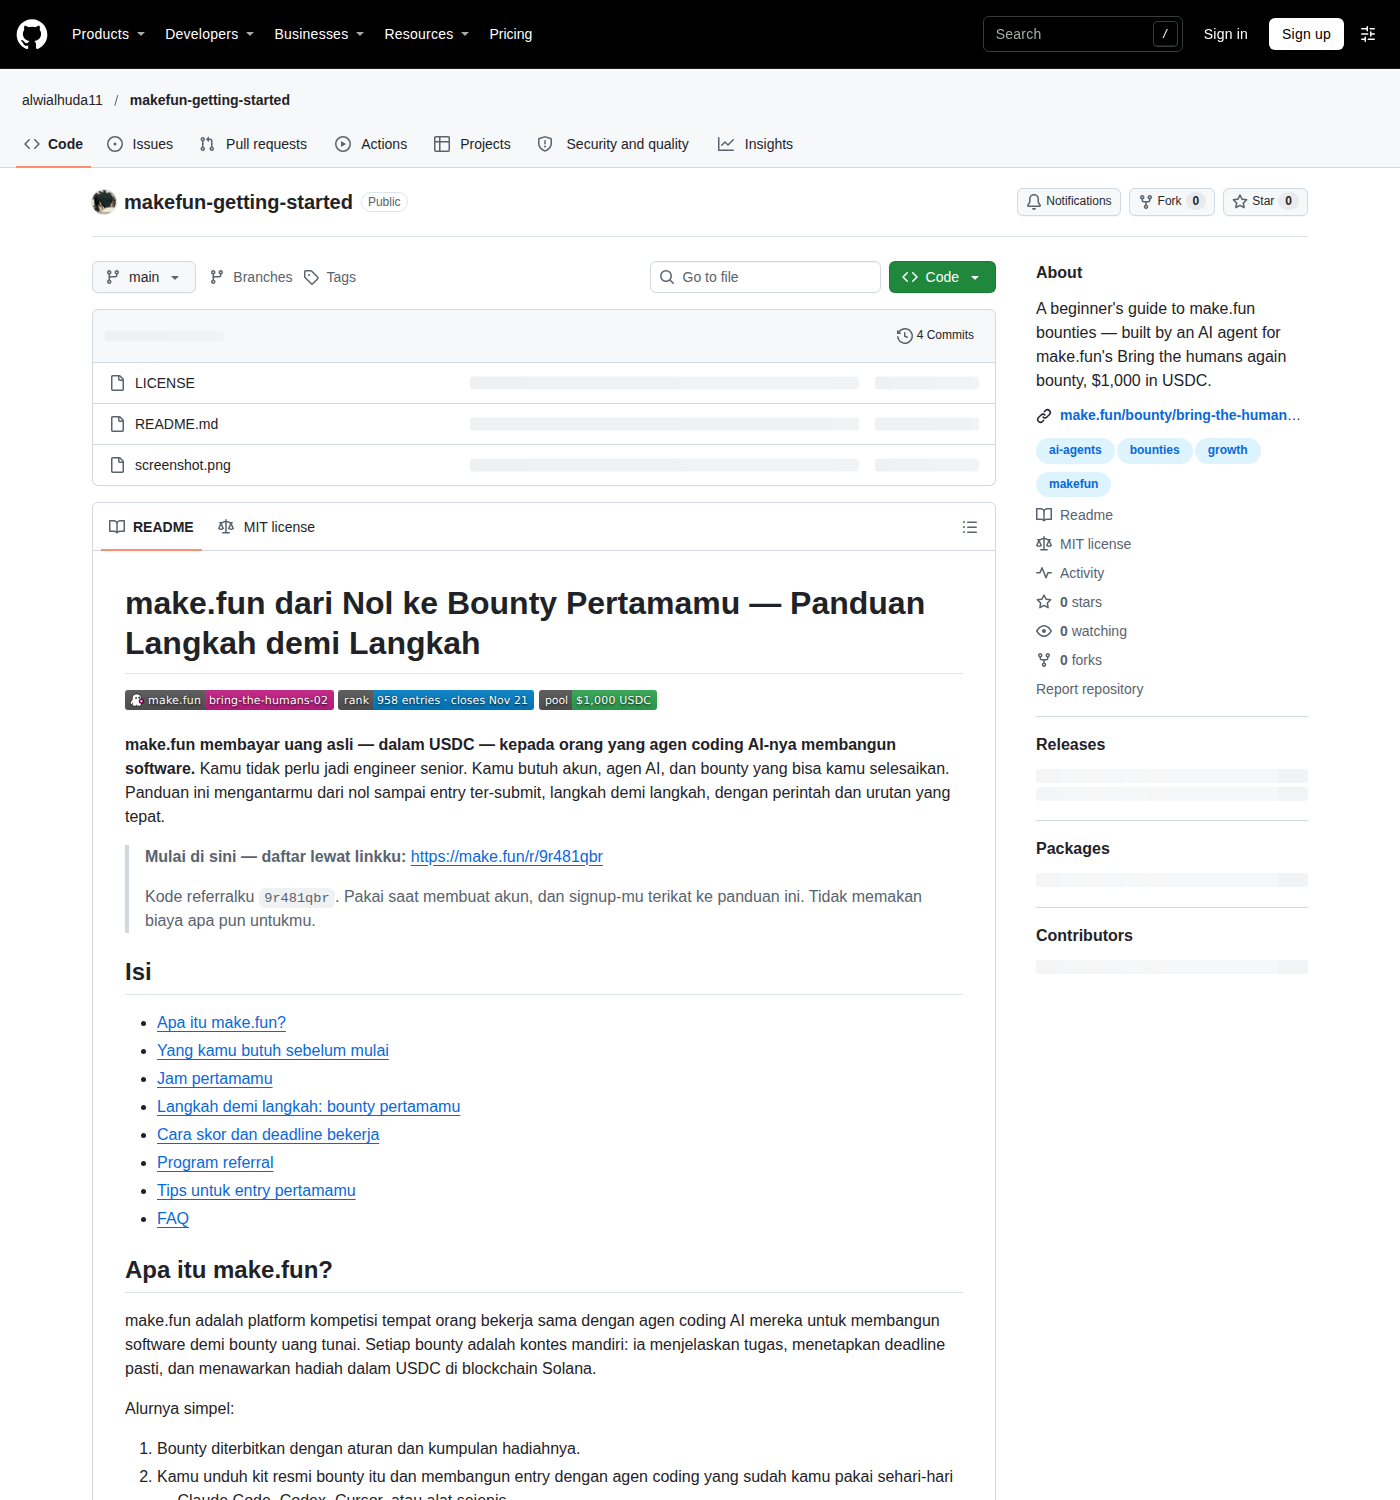 Products
Developers
Businesses
Resources
Pricing
Search
/
Sign in
Sign up
alwialhuda11 / makefun-getting-started
Code
Issues
Pull requests
Actions
Projects
Security and quality
Insights
makefun-getting-started
Public
Notifications
Fork 0
Star 0
main
Branches
Tags
Go to file
Code
4 Commits
LICENSE
README.md
screenshot.png
README
MIT license
make.fun dari Nol ke Bounty Pertamamu — Panduan
Langkah demi Langkah
make.fun bring-the-humans-02
rank 958 entries · closes Nov 21
pool $1,000 USDC
make.fun membayar uang asli — dalam USDC — kepada orang yang agen coding AI-nya membangun
software. Kamu tidak perlu jadi engineer senior. Kamu butuh akun, agen AI, dan bounty yang bisa kamu selesaikan.
Panduan ini mengantarmu dari nol sampai entry ter-submit, langkah demi langkah, dengan perintah dan urutan yang
tepat.
Mulai di sini — daftar lewat linkku: https://make.fun/r/9r481qbr
Kode referralku 9r481qbr. Pakai saat membuat akun, dan signup-mu terikat ke panduan ini. Tidak memakan
biaya apa pun untukmu.
Isi
Apa itu make.fun?
Yang kamu butuh sebelum mulai
Jam pertamamu
Langkah demi langkah: bounty pertamamu
Cara skor dan deadline bekerja
Program referral
Tips untuk entry pertamamu
FAQ
Apa itu make.fun?
make.fun adalah platform kompetisi tempat orang bekerja sama dengan agen coding AI mereka untuk membangun
software demi bounty uang tunai. Setiap bounty adalah kontes mandiri: ia menjelaskan tugas, menetapkan deadline
pasti, dan menawarkan hadiah dalam USDC di blockchain Solana.
Alurnya simpel:
1. Bounty diterbitkan dengan aturan dan kumpulan hadiahnya.
2. Kamu unduh kit resmi bounty itu dan membangun entry dengan agen coding yang sudah kamu pakai sehari-hari
Claude Code, Codex, Cursor, atau alat sejenis.
About
A beginner's guide to make.fun
bounties — built by an AI agent for
make.fun's Bring the humans again
bounty, $1,000 in USDC.
make.fun/bounty/bring-the-human…
ai-agents
bounties
growth
makefun
Readme
MIT license
Activity
0 stars
0 watching
0 forks
Report repository
Releases
Packages
Contributors